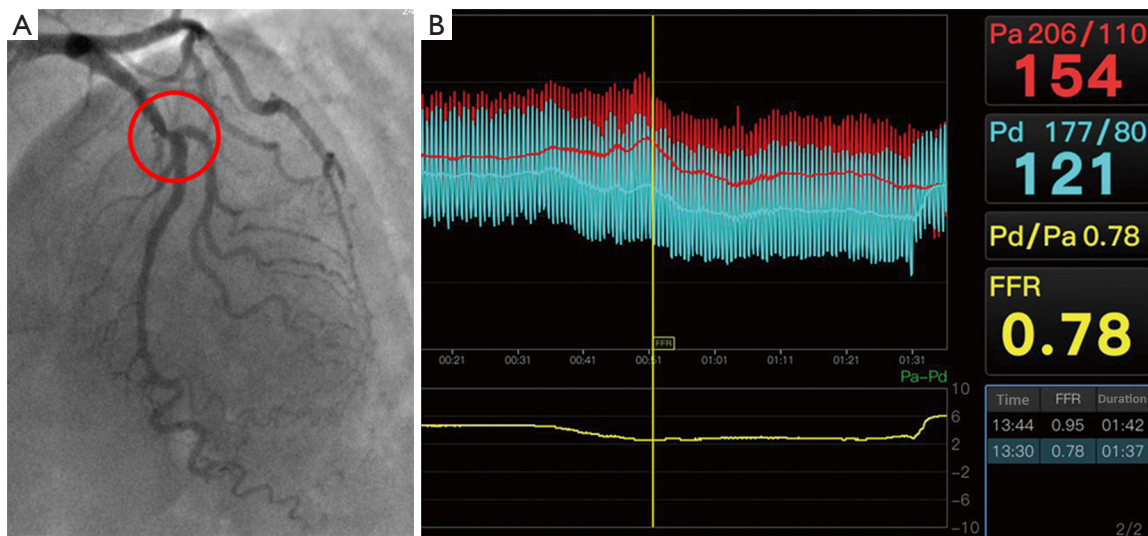 A
B
Pa 206/110
154
Pd 177/80
121
Pd/Pa 0.78
FFR
0.78
FFR
00:21 00:31 00:41 00:51 01:01 01:11 01:21 01:31
Pa-Pd
10
6
2
-2
-6
-10
Time FFR Duration
13:44 0.95 01:42
13:30 0.78 01:37
2/2